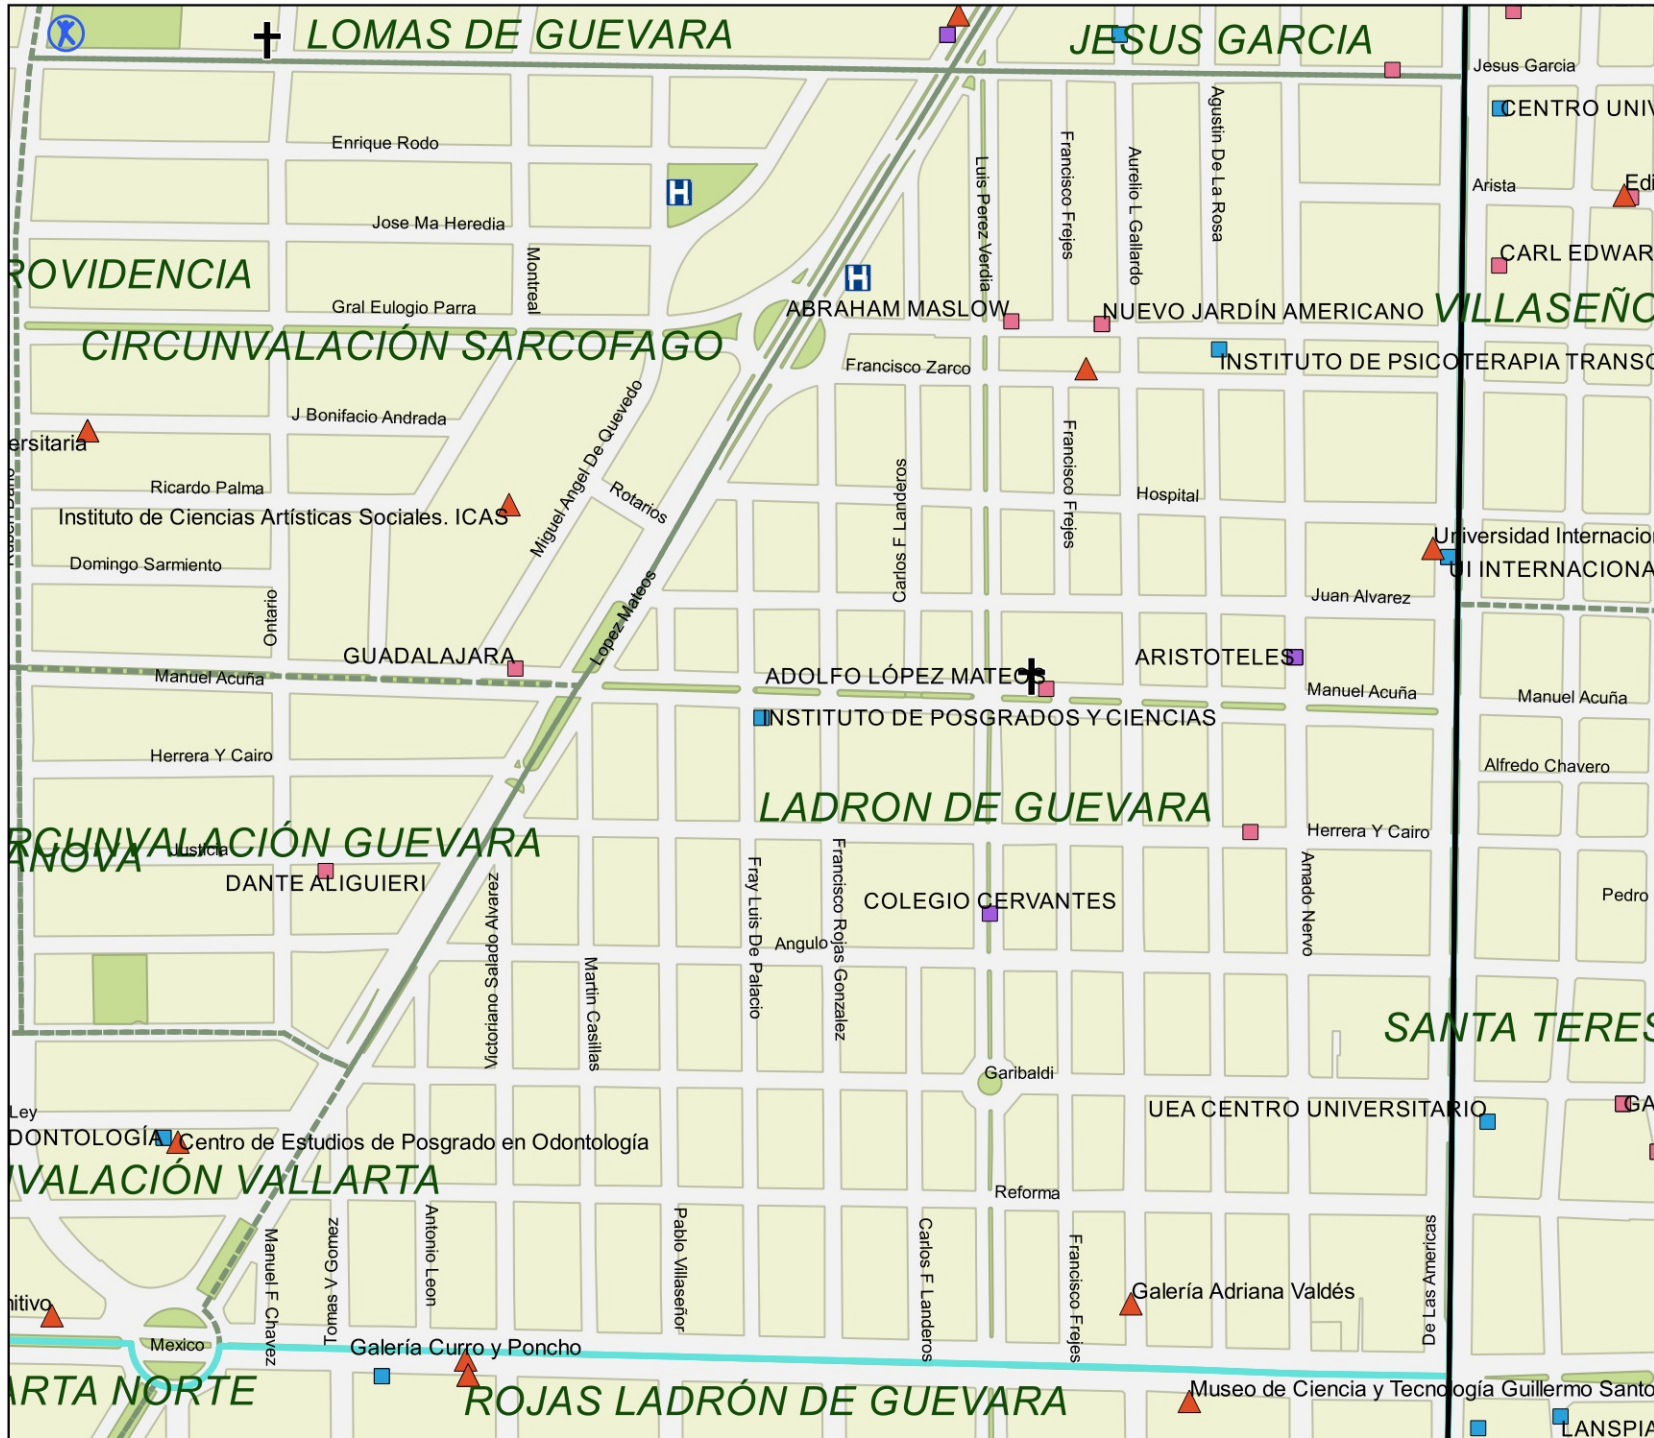 LOMAS DE GUEVARA
JESUS GARCIA
Jesus Garcia
CENTRO UNIV
Enrique Rodo
Arista
Edi
Agustin De La Rosa
Francisco Frejes
Aurelio L Gallardo
Luis Perez Verdia
Jose Ma Heredia
CARL EDWAR
ROVIDENCIA
Montreal
Gral Eulogio Parra
ABRAHAM MASLOW
NUEVO JARDÍN AMERICANO
VILLASEÑO
CIRCUNVALACIÓN SARCOFAGO
Francisco Zarco
INSTITUTO DE PSICOTERAPIA TRANSC
J Bonifacio Andrada
ersitaria
Miguel Angel De Quevedo
Ricardo Palma
Rotarios
Carlos F Landeros
Francisco Frejes
Hospital
Instituto de Ciencias Artísticas Sociales. ICAS
Universidad Internacion
UI INTERNACIONA
Domingo Sarmiento
Ontario
Lopez Mateos
Juan Alvarez
GUADALAJARA
ARISTOTELES
Manuel Acuña
ADOLFO LÓPEZ MATEOS
Manuel Acuña
Manuel Acuña
INSTITUTO DE POSGRADOS Y CIENCIAS
Herrera Y Cairo
Alfredo Chavero
LADRON DE GUEVARA
Herrera Y Cairo
RCUNVALACIÓN GUEVARA
Justicia
ANOVA
DANTE ALIGUIERI
Victoriano Salado Alvarez
Fray Luis De Palacio
Francisco Rojas Gonzalez
Amado Nervo
COLEGIO CERVANTES
Pedro
Angulo
Martin Casillas
SANTA TERES
Garibaldi
Ley
UEA CENTRO UNIVERSITARIO
GA
DONTOLOGÍA
Centro de Estudios de Posgrado en Odontología
IVALACIÓN VALLARTA
Reforma
Manuel F Chavez
Tomas V Gomez
Antonio Leon
Pablo Villaseñor
Carlos F Landeros
Francisco Frejes
De Las Americas
Galería Adriana Valdés
nitivo
Mexico
Galería Curro y Poncho
ARTA NORTE
ROJAS LADRÓN DE GUEVARA
Museo de Ciencia y Tecnología Guillermo Santo
LANSPIA